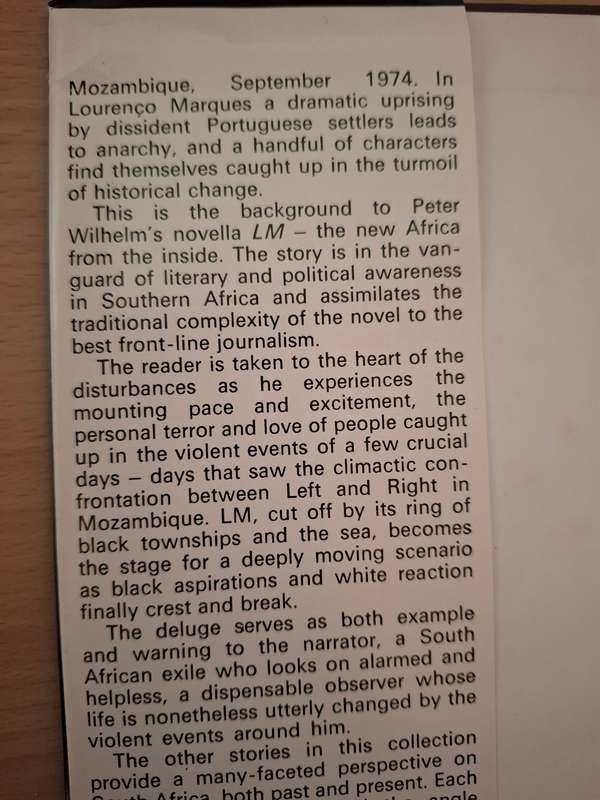 Mozambique, September 1974. In
Lourenço Marques a dramatic uprising
by dissident Portuguese settlers leads
to anarchy, and a handful of characters
find themselves caught up in the turmoil
of historical change.
This is the background to Peter
Wilhelm's novella LM – the new Africa
from the inside. The story is in the van-
guard of literary and political awareness
in Southern Africa and assimilates the
traditional complexity of the novel to the
best front-line journalism.
The reader is taken to the heart of the
disturbances as he experiences the
mounting pace and excitement, the
personal terror and love of people caught
up in the violent events of a few crucial
days – days that saw the climactic con-
frontation between Left and Right in
Mozambique. LM, cut off by its ring of
black townships and the sea, becomes
the stage for a deeply moving scenario
as black aspirations and white reaction
finally crest and break.
The deluge serves as both example
and warning to the narrator, a South
African exile who looks on alarmed and
helpless, a dispensable observer whose
life is nonetheless utterly changed by the
violent events around him.
The other stories in this collection
provide a many-faceted perspective on
South Africa, both past and present. Each
the angle